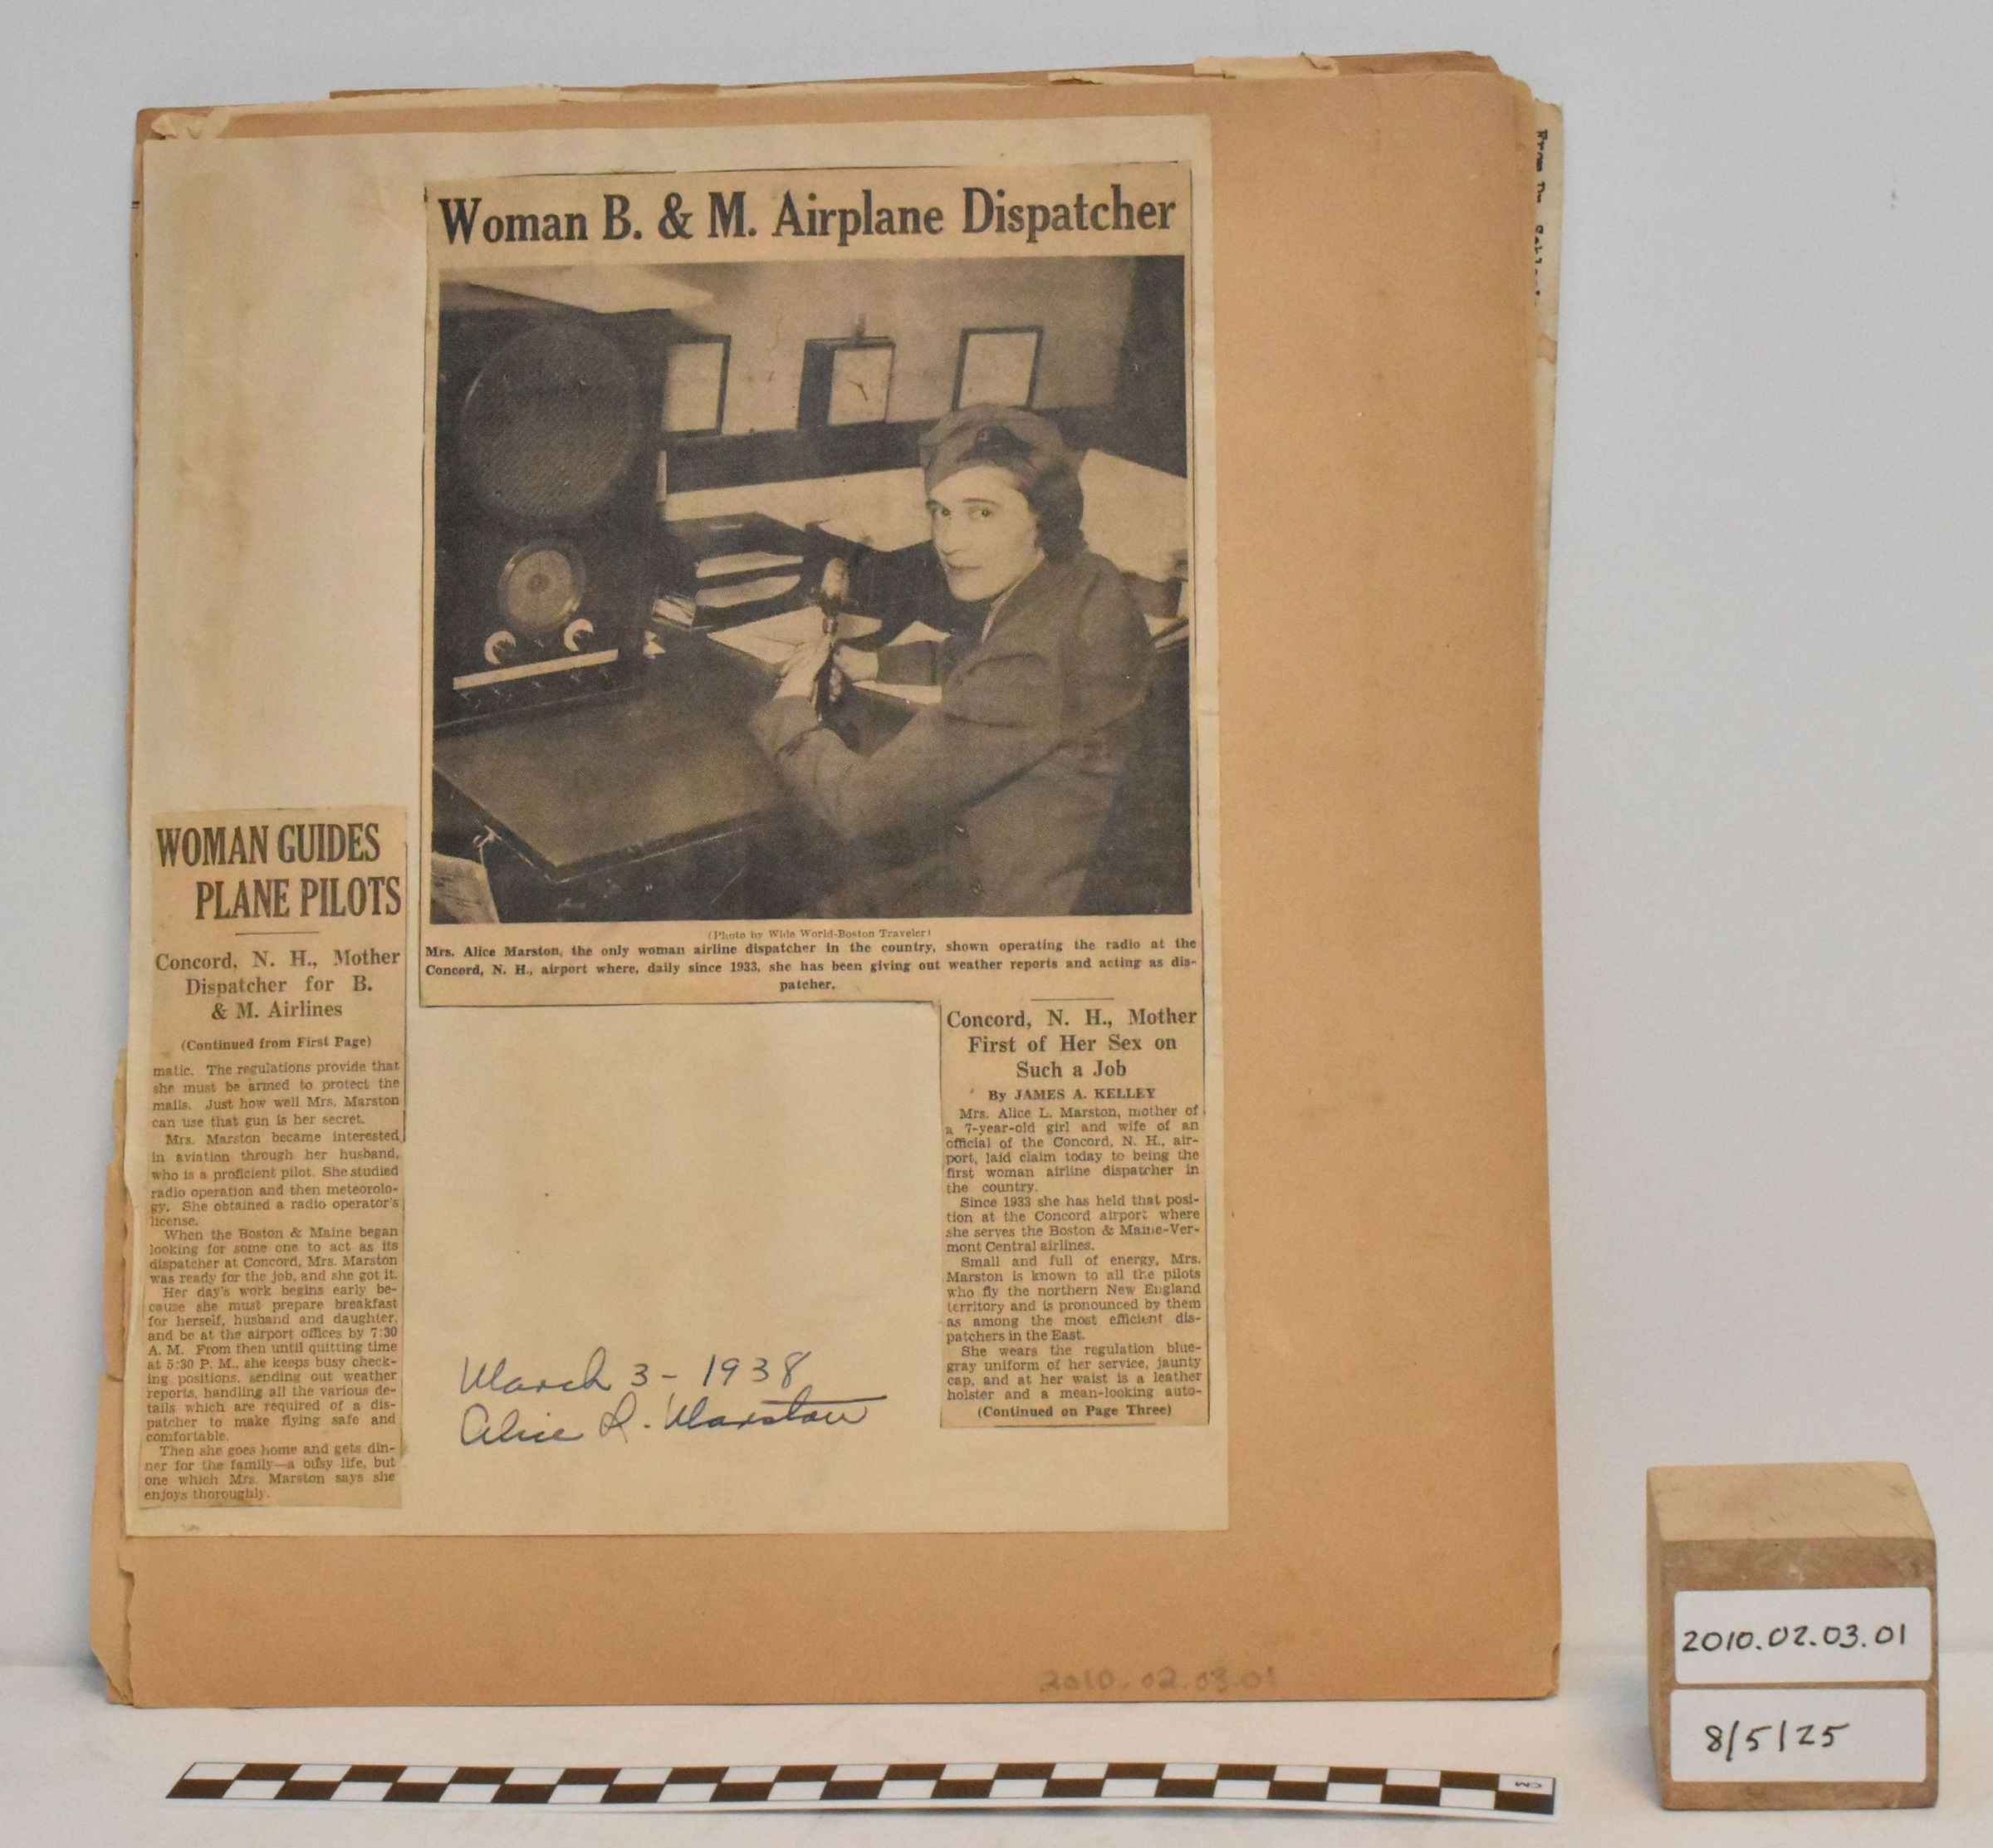 Woman B. & M. Airplane Dispatcher
(Photo by Wide World-Boston Traveler)
Mrs. Alice Marston, the only woman airline dispatcher in the country, shown operating the radio at the
Concord, N. H., airport where, daily since 1933, she has been giving out weather reports and acting as dis-
patcher.
Concord, N. H., Mother
First of Her Sex on
Such a Job
By JAMES A. KELLEY
Mrs. Alice L. Marston, mother of
a 7-year-old girl and wife of an
official of the Concord, N. H., air-
port, laid claim today to being the
first woman airline dispatcher in
the country.
Since 1933 she has held that posi-
tion at the Concord airport where
she serves the Boston & Maine-Ver-
mont Central airlines.
Small and full of energy, Mrs.
Marston is known to all the pilots
who fly the northern New England
territory and is pronounced by them
as among the most efficient dis-
patchers in the East.
She wears the regulation blue-
gray uniform of her service, jaunty
cap, and at her waist is a leather
holster and a mean-looking auto-
(Continued on Page Three)
WOMAN GUIDES
PLANE PILOTS
Concord, N. H., Mother
Dispatcher for B.
& M. Airlines
(Continued from First Page)
matic. The regulations provide that
she must be armed to protect the
mails. Just how well Mrs. Marston
can use that gun is her secret.
Mrs. Marston became interested
in aviation through her husband,
who is a proficient pilot. She studied
radio operation and then meteorolo-
gy. She obtained a radio operator's
license.
When the Boston & Maine began
looking for some one to act as its
dispatcher at Concord, Mrs. Marston
was ready for the job, and she got it.
Her day's work begins early be-
cause she must prepare breakfast
for herself, husband and daughter,
and be at the airport offices by 7:30
A. M. From then until quitting time
at 5:30 P. M., she keeps busy check-
ing positions, sending out weather
reports, handling all the various de-
tails which are required of a dis-
patcher to make flying safe and
comfortable.
Then she goes home and gets din-
ner for the family—a busy life, but
one which Mrs. Marston says she
enjoys thoroughly.
March 3 - 1938
Alice L. Marston
2010.02.03.01
2010.02.03.01
8/5/25
CM